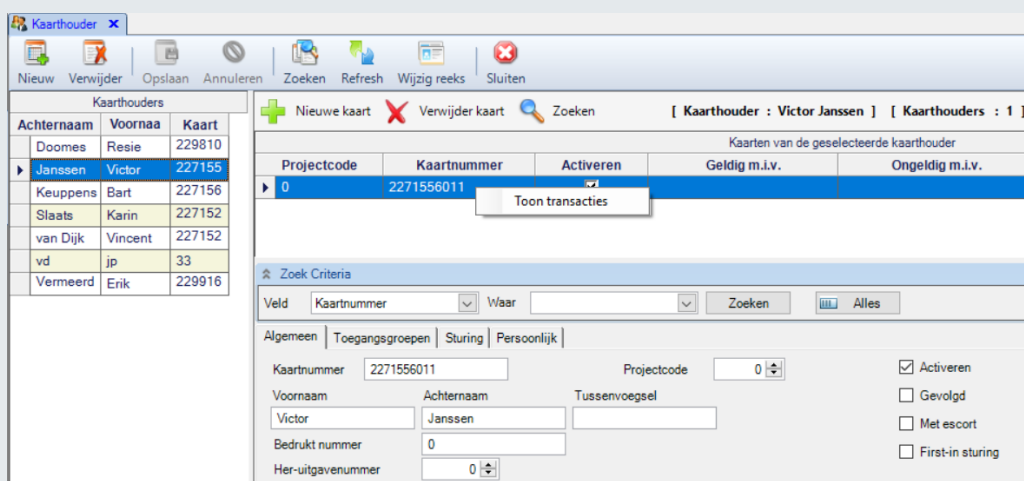 Kaarthouder
Nieuw Verwijder Opslaan Annuleren Zoeken Refresh Wijzig reeks Sluiten
Kaarthouders
Achternaam Voornaa Kaart
Doornes Resie 229810
Janssen Victor 227155
Keuppens Bart 227156
Slaats Karin 227152
van Dijk Vincent 227152
vd jp 33
Vermeerd Erik 229916
Nieuwe kaart Verwijder kaart Zoeken [ Kaarthouder : Victor Janssen ] [ Kaarthouders : 1 ]
Kaarten van de geselecteerde kaarthouder
Projectcode Kaartnummer Activeren Geldig m.i.v. Ongeldig m.i.v.
0 2271556011
Toon transacties
Zoek Criteria
Veld Kaartnummer Waar Zoeken Alles
Algemeen Toegangsgroepen Sturing Persoonlijk
Kaartnummer 2271556011 Projectcode 0 Activeren
Voornaam Achternaam Tussenvoegsel Gevolgd
Victor Janssen Met escort
Bedrukt nummer 0 First-in sturing
Her-uitgavenummer 0